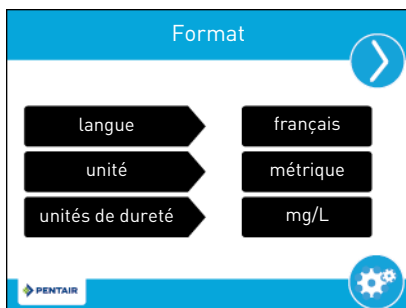 Format
langue français
unité métrique
unités de dureté mg/L
PENTAIR